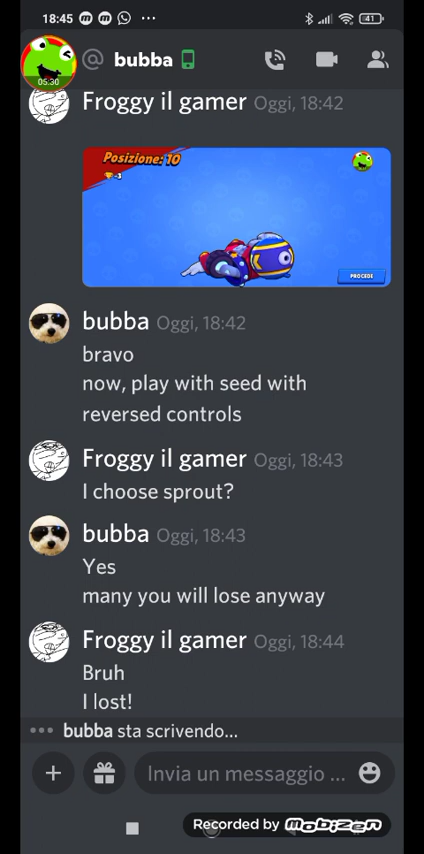 18:45 41
05:30
@ bubba
Froggy il gamer Oggi, 18:42
Posizione: 10
-3
PROCEDE
bubba Oggi, 18:42
bravo
now, play with seed with
reversed controls
Froggy il gamer Oggi, 18:43
I choose sprout?
bubba Oggi, 18:43
Yes
many you will lose anyway
Froggy il gamer Oggi, 18:44
Bruh
I lost!
bubba sta scrivendo...
Invia un messaggio ...
Recorded by Mobizen